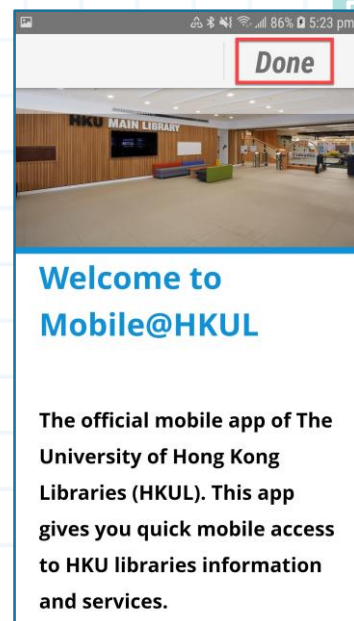 86% 5:23 pm
Done
HKU MAIN LIBRARY
Welcome to
Mobile@HKUL
The official mobile app of The
University of Hong Kong
Libraries (HKUL). This app
gives you quick mobile access
to HKU libraries information
and services.